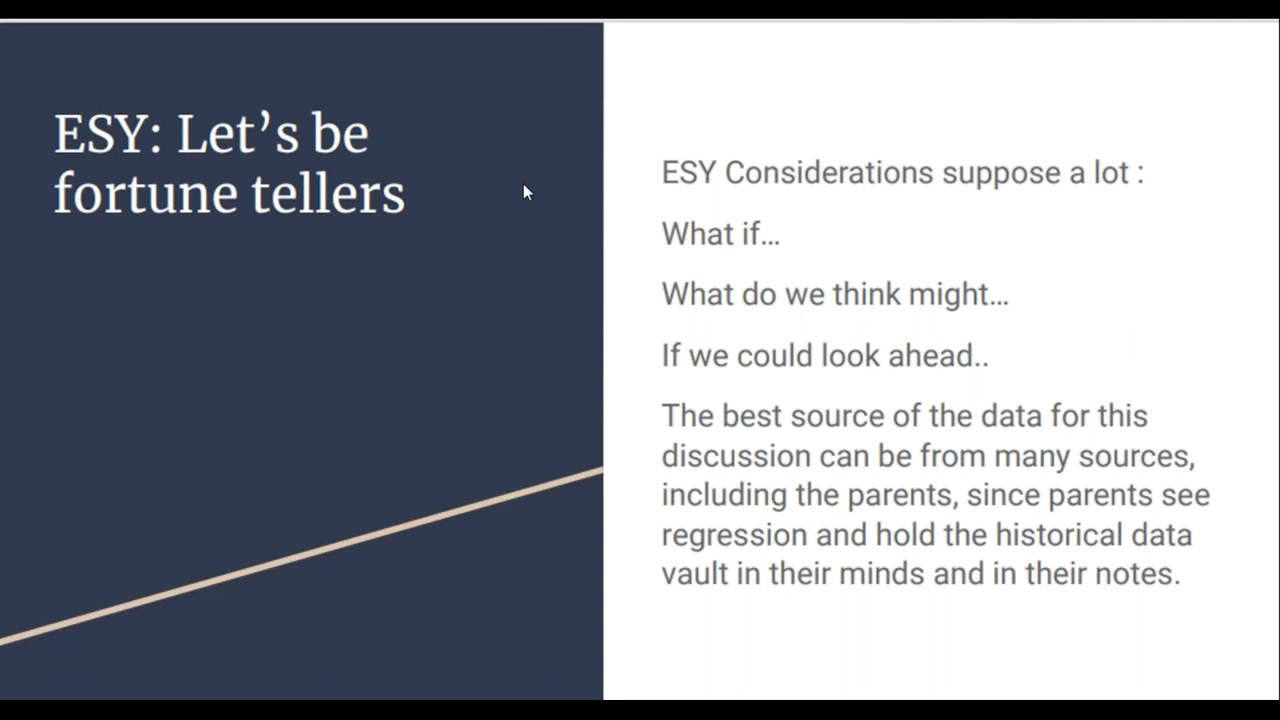 ESY: Let’s be
fortune tellers
ESY Considerations suppose a lot :
What if…
What do we think might…
If we could look ahead..
The best source of the data for this
discussion can be from many sources,
including the parents, since parents see
regression and hold the historical data
vault in their minds and in their notes.